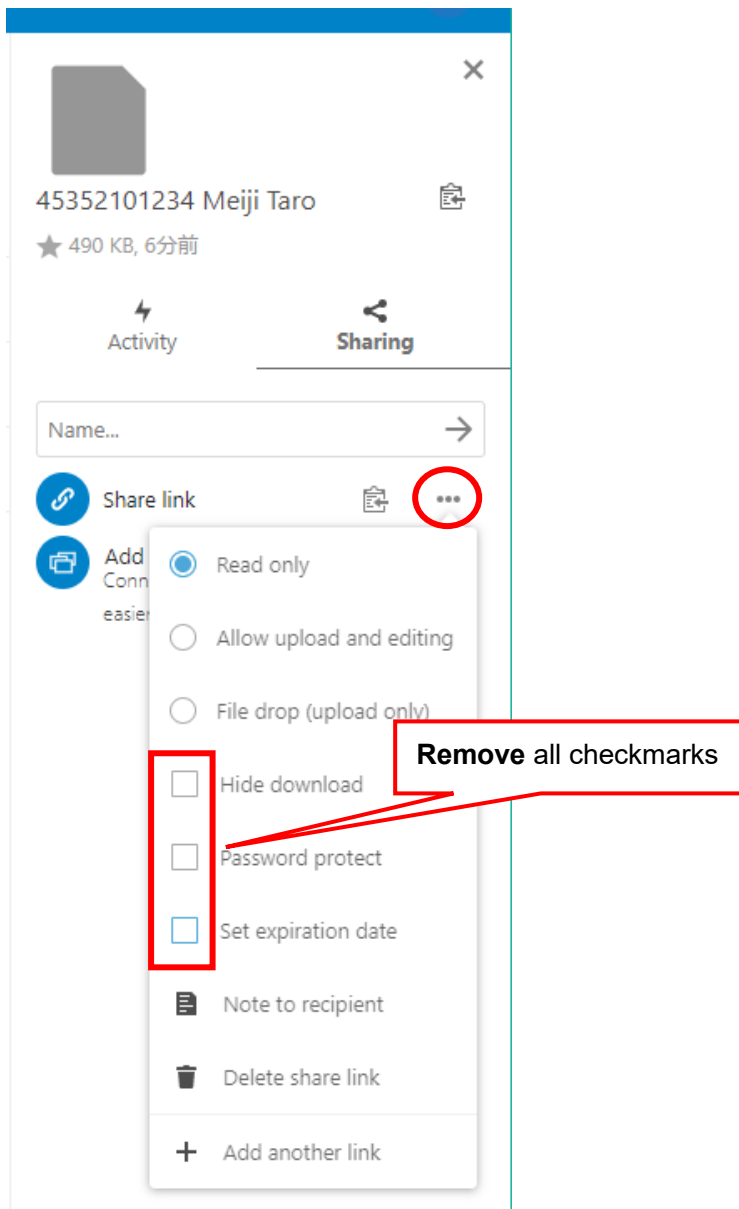 45352101234 Meiji Taro
★ 490 KB, 6分前
Activity
Sharing
Name...
Share link
Add
Conn
easier
Read only
Allow upload and editing
File drop (upload only)
Remove all checkmarks
Hide download
Password protect
Set expiration date
Note to recipient
Delete share link
Add another link